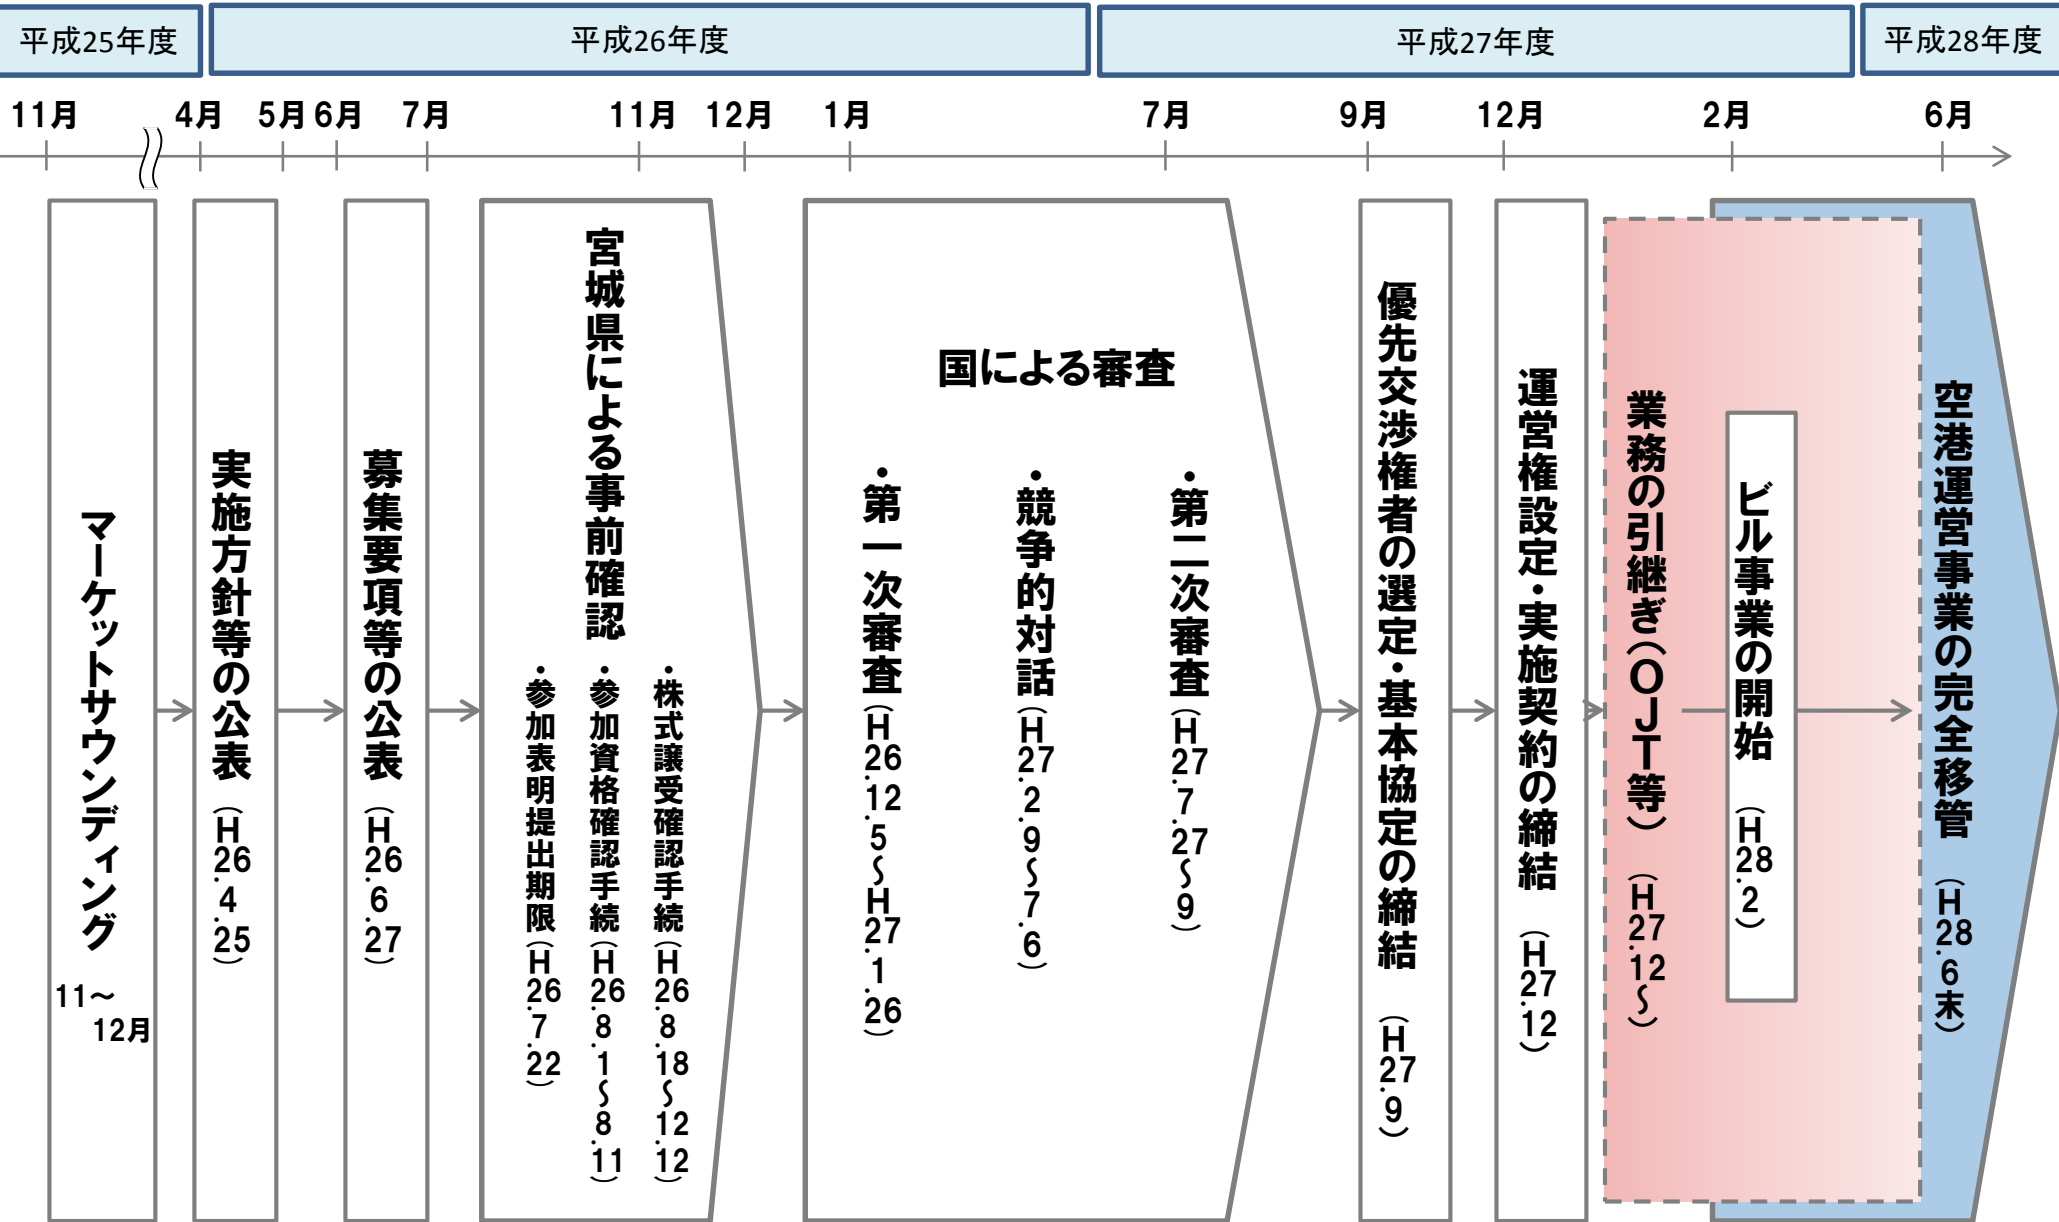 平成25年度
平成26年度
平成27年度
平成28年度
11月
4月
5月
6月
7月
11月
12月
1月
7月
9月
12月
2月
6月
マーケットサウンディング
11～
12月
実施方針等の公表（H26.4.25）
募集要項等の公表（H26.6.27）
宮城県による事前確認
・参加表明提出期限（H26.7.22）
・参加資格確認手続（H26.8.1～8.11）
・株式譲受確認手続（H26.8.18～12.12）
国による審査
・第一次審査（H26.12.5～H27.1.26）
・競争的対話（H27.2.9～7.6）
・第二次審査（H27.7.27～9）
優先交渉権者の選定・基本協定の締結（H27.9）
運営権設定・実施契約の締結（H27.12）
業務の引継ぎ（OJT等）（H27.12～）
ビル事業の開始（H28.2）
空港運営事業の完全移管（H28.6末）